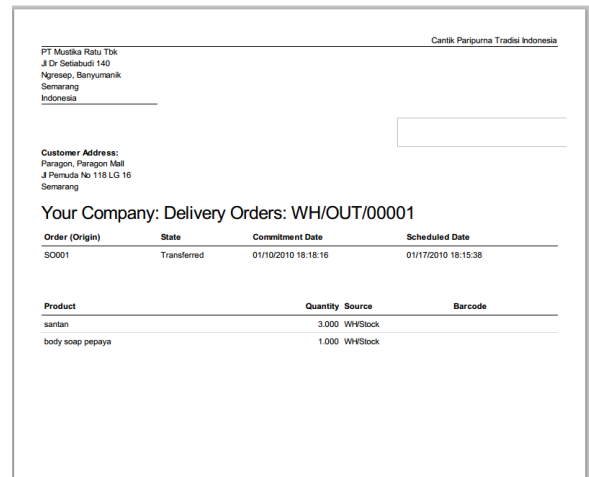 Cantik Paripurna Tradisi Indonesia
PT Mustika Ratu Tbk
Jl Dr Setiabudi 140
Ngresep, Banyumanik
Semarang
Indonesia
Customer Address:
Paragon, Paragon Mall
Jl Pemuda No 118 LG 16
Semarang
Your Company: Delivery Orders: WH/OUT/00001
Order (Origin) State Commitment Date Scheduled Date
SO001 Transferred 01/10/2010 18:18:16 01/17/2010 18:15:38
Product Quantity Source Barcode
santan 3.000 WH/Stock
body soap pepaya 1.000 WH/Stock